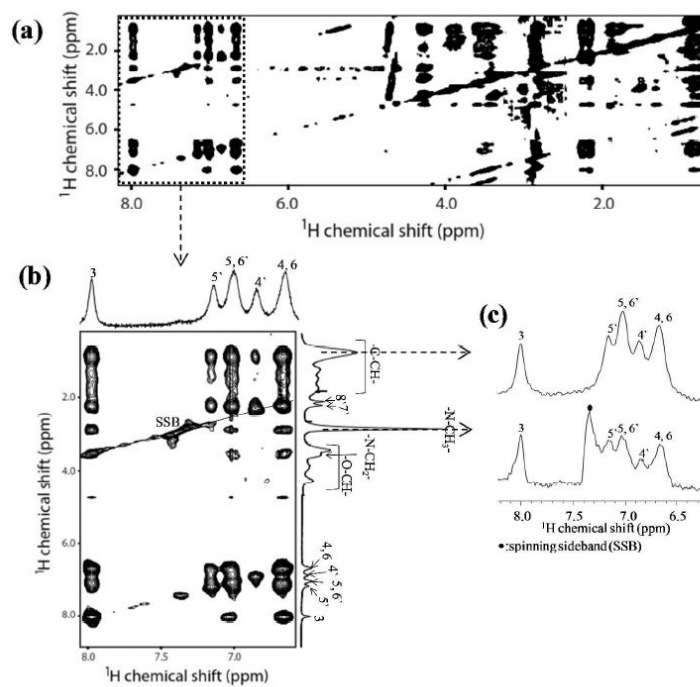 (a)
2.0
4.0
6.0
8.0
¹H chemical shift (ppm)
8.0 6.0 4.0 2.0
¹H chemical shift (ppm)
(b)
3 5` 5, 6` 4` 4, 6
SSB
2.0
4.0
6.0
8.0
¹H chemical shift (ppm)
8.0 7.0
¹H chemical shift (ppm)
-C-CH-
8`7`
-N-CH₃-
-N-CH₂-
-O-CH-
4, 6 4` 5, 6` 5` 3
(c)
3 5` 5, 6` 4` 4, 6
3 5` 5, 6` 4` 4, 6
8.0 7.5 7.0 6.5
¹H chemical shift (ppm)
●:spinning sideband (SSB)